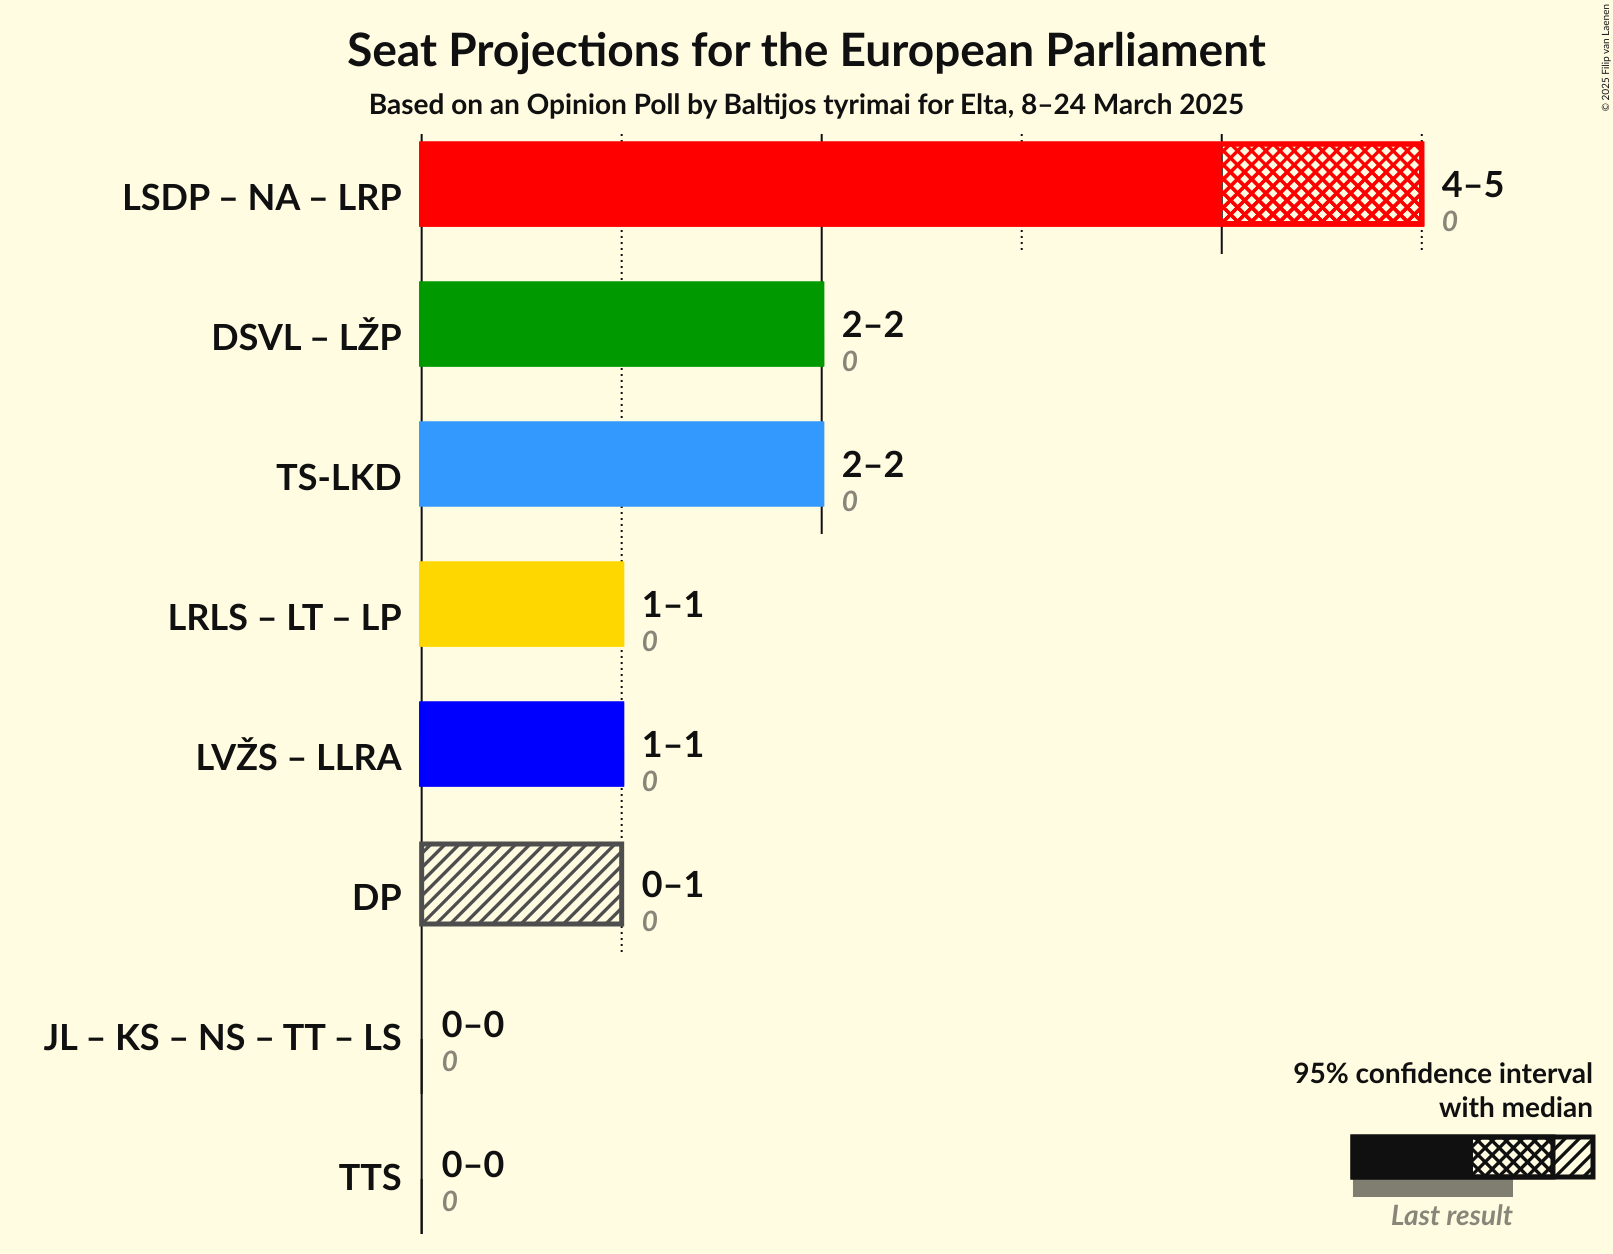 Seat Projections for the European Parliament
Based on an Opinion Poll by Baltijos tyrimai for Elta, 8–24 March 2025
© 2025 Filip van Laenen
LSDP – NA – LRP
4–5
0
DSVL – LŽP
2–2
0
TS-LKD
2–2
0
LRLS – LT – LP
1–1
0
LVŽS – LLRA
1–1
0
DP
0–1
0
JL – KS – NS – TT – LS
0–0
0
TTS
0–0
0
95% confidence interval
with median
Last result